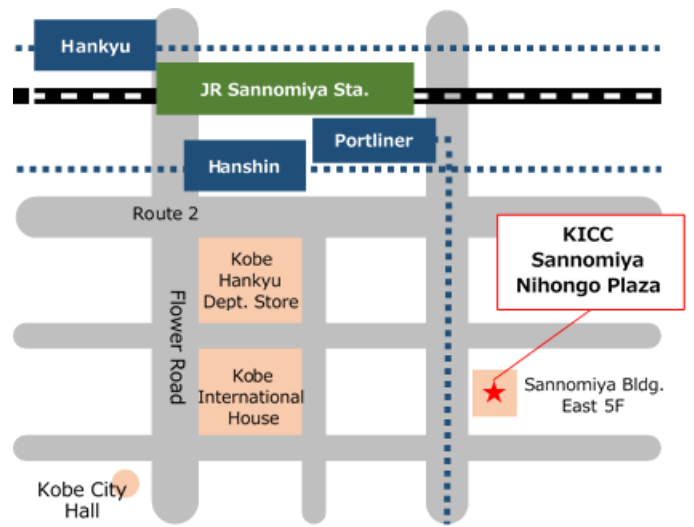 Hankyu
JR Sannomiya Sta.
Portliner
Hanshin
Route 2
KICC
Sannomiya
Nihongo Plaza
Kobe
Hankyu
Dept. Store
Flower Road
Kobe
International
House
Sannomiya Bldg.
East 5F
Kobe City
Hall